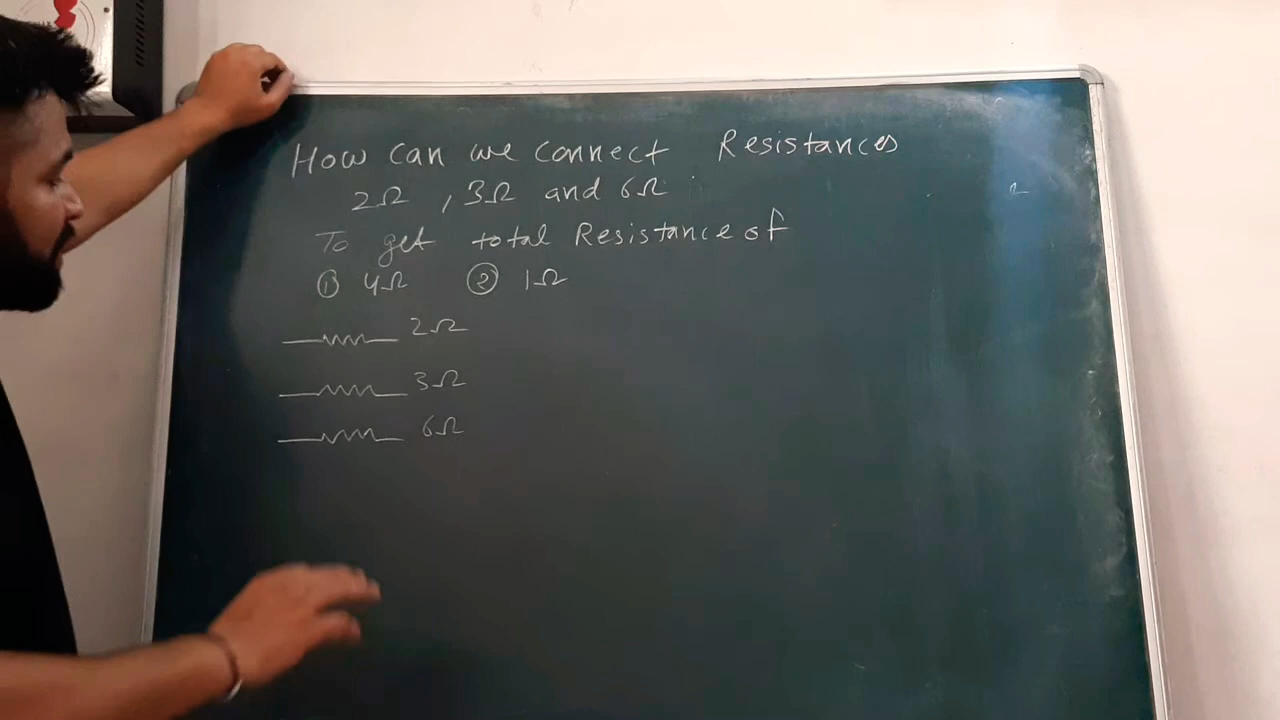 How can we connect Resistances
2Ω , 3Ω and 6Ω
To get total Resistance of
① 4Ω ② 1Ω
2Ω
3Ω
6Ω